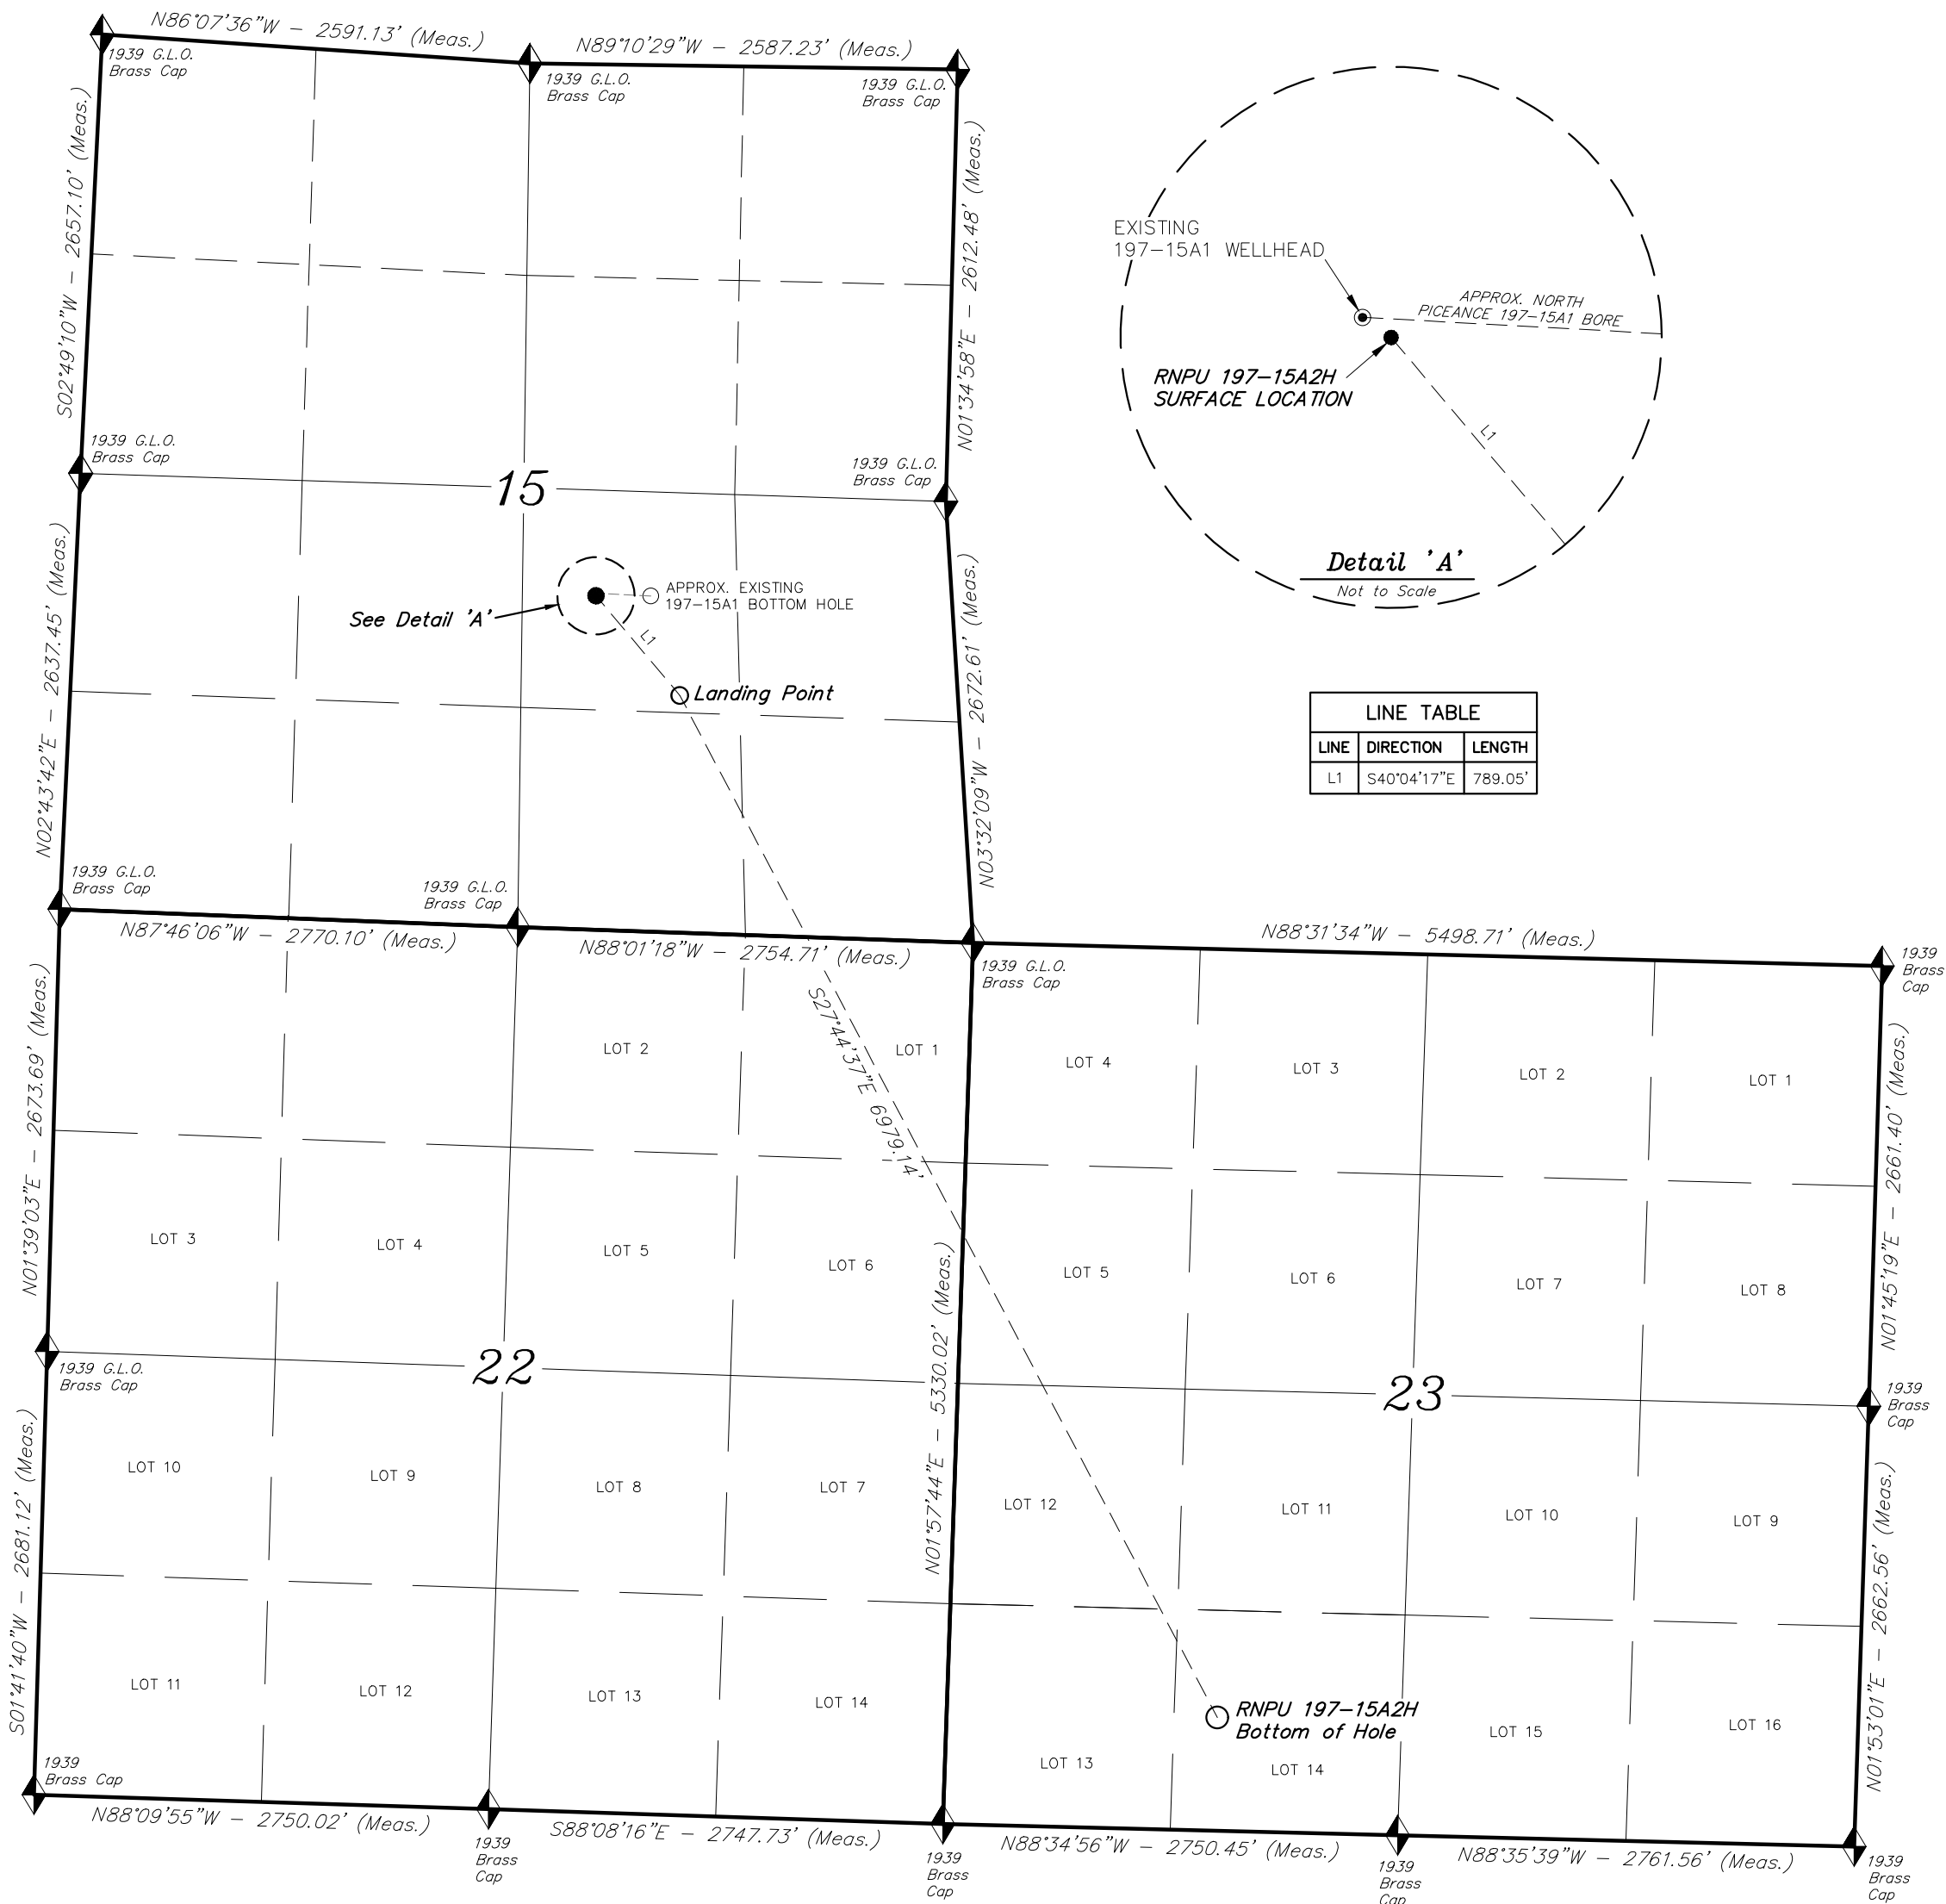 N86°07'36"W - 2591.13' (Meas.)
N89°10'29"W - 2587.23' (Meas.)
1939 G.L.O.
Brass Cap
1939 G.L.O.
Brass Cap
1939 G.L.O.
Brass Cap
S02°49'10"W - 2657.10' (Meas.)
N01°34'58"E - 2612.48' (Meas.)
EXISTING
197-15A1 WELLHEAD
APPROX. NORTH
PICEANCE 197-15A1 BORE
RNPU 197-15A2H
SURFACE LOCATION
L1
Detail 'A'
Not to Scale
1939 G.L.O.
Brass Cap
15
1939 G.L.O.
Brass Cap
N02°43'42"E - 2637.45' (Meas.)
See Detail 'A'
APPROX. EXISTING
197-15A1 BOTTOM HOLE
L1
Landing Point
N03°32'09"W - 2672.61' (Meas.)
LINE TABLE
LINE DIRECTION LENGTH
L1 S40°04'17"E 789.05'
1939 G.L.O.
Brass Cap
1939 G.L.O.
Brass Cap
N87°46'06"W - 2770.10' (Meas.)
N88°01'18"W - 2754.71' (Meas.)
N88°31'34"W - 5498.71' (Meas.)
1939 G.L.O.
Brass Cap
1939
Brass
Cap
N01°39'03"E - 2673.69' (Meas.)
S27°44'37"E 6979.14'
N01°45'19"E - 2661.40' (Meas.)
LOT 2
LOT 1
LOT 4
LOT 3
LOT 2
LOT 1
LOT 3
LOT 4
LOT 5
LOT 6
LOT 5
LOT 6
LOT 7
LOT 8
1939 G.L.O.
Brass Cap
22
N01°57'44"E - 5330.02' (Meas.)
23
1939
Brass
Cap
S01°41'40"W - 2681.12' (Meas.)
LOT 10
LOT 9
LOT 8
LOT 7
LOT 12
LOT 11
LOT 10
LOT 9
N01°53'01"E - 2662.56' (Meas.)
LOT 11
LOT 12
LOT 13
LOT 14
RNPU 197-15A2H
Bottom of Hole
LOT 13
LOT 14
LOT 15
LOT 16
1939
Brass Cap
N88°09'55"W - 2750.02' (Meas.)
1939
Brass
Cap
S88°08'16"E - 2747.73' (Meas.)
1939
Brass
Cap
N88°34'56"W - 2750.45' (Meas.)
1939
Brass
Cap
N88°35'39"W - 2761.56' (Meas.)
1939
Brass
Cap